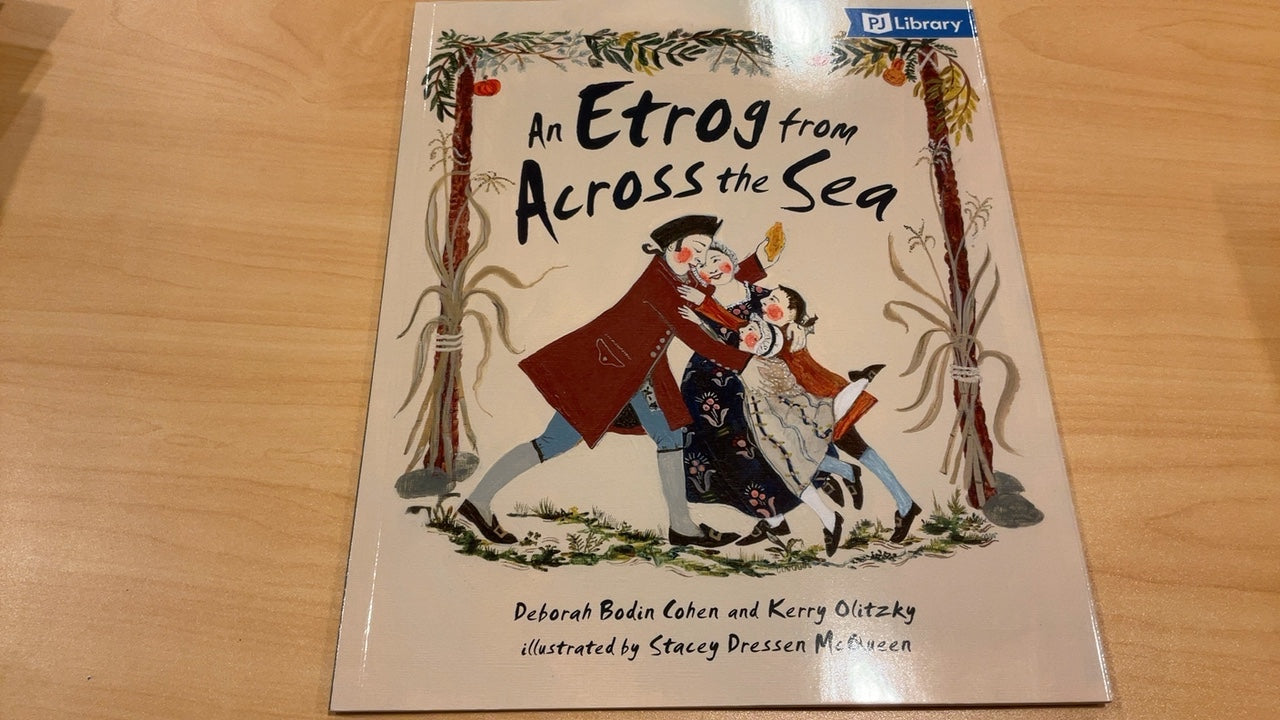 PJ Library
An Etrog from
Across the Sea
Deborah Bodin Cohen and Kerry Olitzky
illustrated by Stacey Dressen McQueen